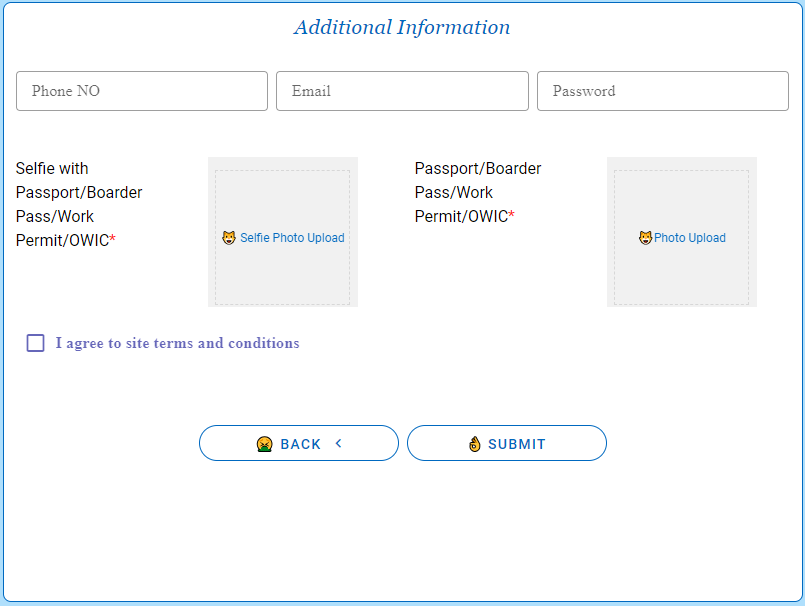 Additional Information
Phone NO
Email
Password
Selfie with
Passport/Boarder
Pass/Work
Permit/OWIC*
Selfie Photo Upload
Passport/Boarder
Pass/Work
Permit/OWIC*
Photo Upload
I agree to site terms and conditions
BACK <
SUBMIT